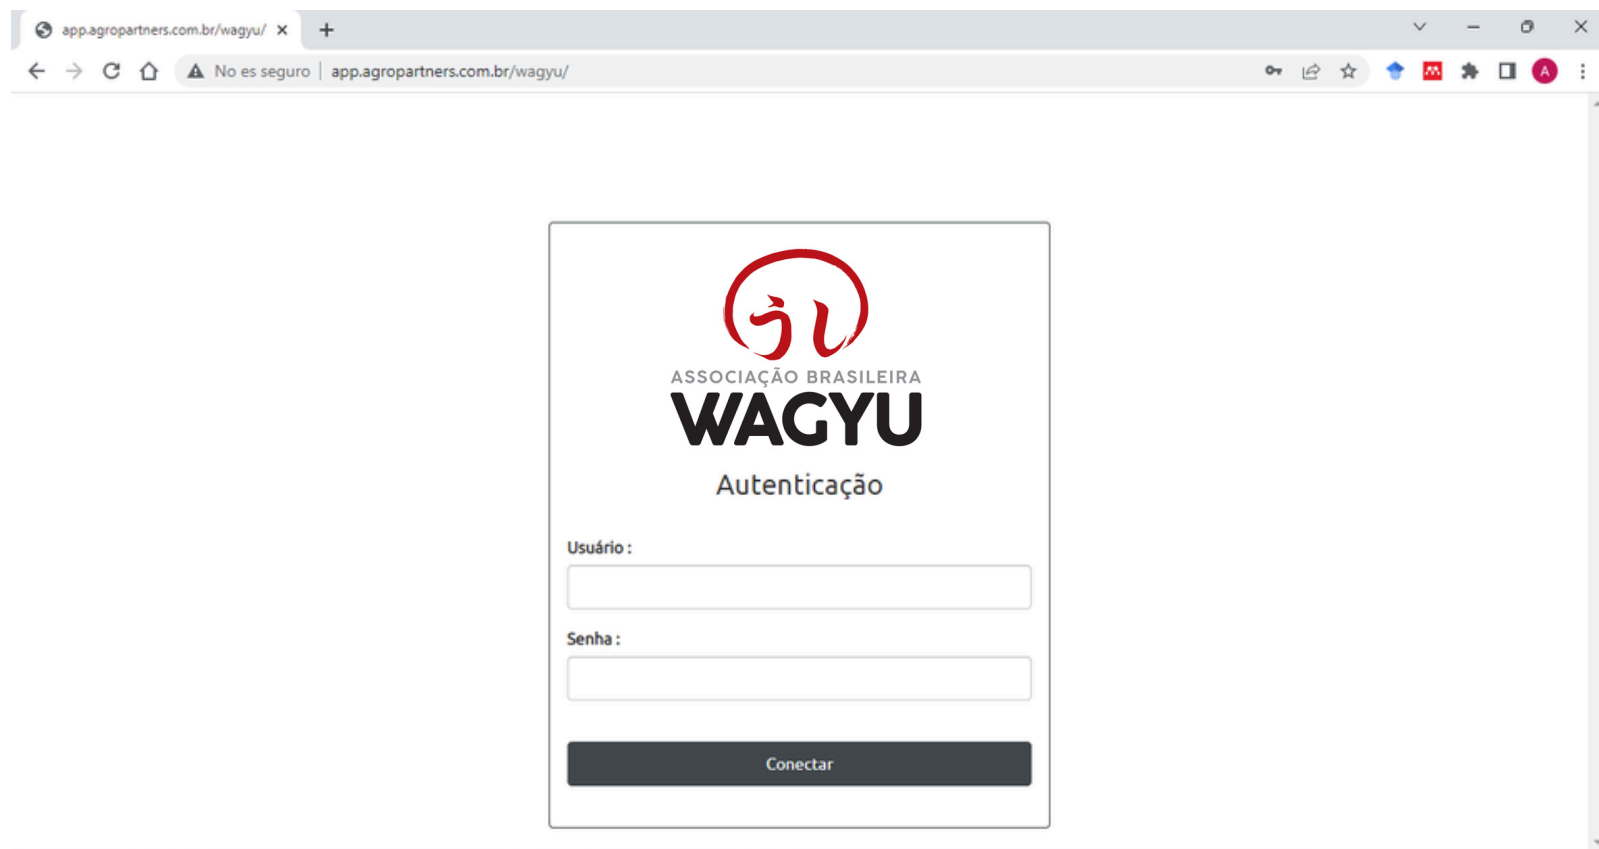 app.agropartners.com.br/wagyu/
No es seguro | app.agropartners.com.br/wagyu/
A
ASSOCIAÇÃO BRASILEIRA
WAGYU
Autenticação
Usuário :
Senha :
Conectar